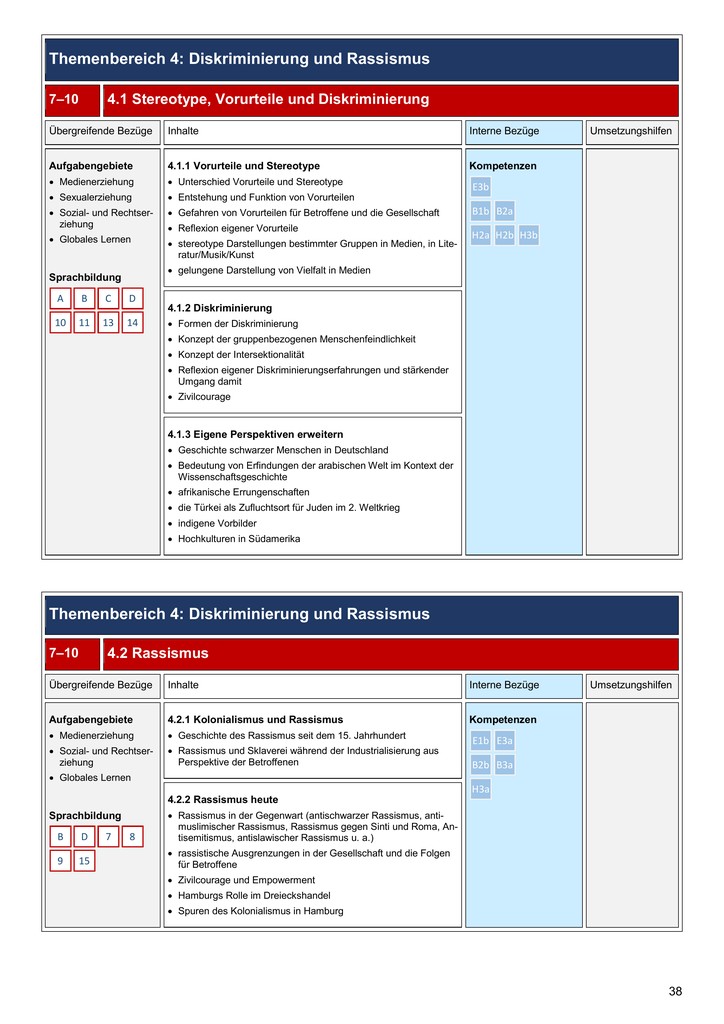 Themenbereich 4: Diskriminierung und Rassismus
7–10
4.1 Stereotype, Vorurteile und Diskriminierung
Übergreifende Bezüge
Inhalte
Interne Bezüge
Umsetzungshilfen
Aufgabengebiete
• Medienerziehung
• Sexualerziehung
• Sozial- und Rechtser-
ziehung
• Globales Lernen
Sprachbildung
A B C D
10 11 13 14
4.1.1 Vorurteile und Stereotype
• Unterschied Vorurteile und Stereotype
• Entstehung und Funktion von Vorurteilen
• Gefahren von Vorurteilen für Betroffene und die Gesellschaft
• Reflexion eigener Vorurteile
• stereotype Darstellungen bestimmter Gruppen in Medien, in Lite-
ratur/Musik/Kunst
• gelungene Darstellung von Vielfalt in Medien
4.1.2 Diskriminierung
• Formen der Diskriminierung
• Konzept der gruppenbezogenen Menschenfeindlichkeit
• Konzept der Intersektionalität
• Reflexion eigener Diskriminierungserfahrungen und stärkender
Umgang damit
• Zivilcourage
4.1.3 Eigene Perspektiven erweitern
• Geschichte schwarzer Menschen in Deutschland
• Bedeutung von Erfindungen der arabischen Welt im Kontext der
Wissenschaftsgeschichte
• afrikanische Errungenschaften
• die Türkei als Zufluchtsort für Juden im 2. Weltkrieg
• indigene Vorbilder
• Hochkulturen in Südamerika
Kompetenzen
E3b
B1b B2a
H2a H2b H3b
Themenbereich 4: Diskriminierung und Rassismus
7–10
4.2 Rassismus
Übergreifende Bezüge
Inhalte
Interne Bezüge
Umsetzungshilfen
Aufgabengebiete
• Medienerziehung
• Sozial- und Rechtser-
ziehung
• Globales Lernen
Sprachbildung
B D 7 8
9 15
4.2.1 Kolonialismus und Rassismus
• Geschichte des Rassismus seit dem 15. Jahrhundert
• Rassismus und Sklaverei während der Industrialisierung aus
Perspektive der Betroffenen
4.2.2 Rassismus heute
• Rassismus in der Gegenwart (antischwarzer Rassismus, anti-
muslimischer Rassismus, Rassismus gegen Sinti und Roma, An-
tisemitismus, antislawischer Rassismus u. a.)
• rassistische Ausgrenzungen in der Gesellschaft und die Folgen
für Betroffene
• Zivilcourage und Empowerment
• Hamburgs Rolle im Dreieckshandel
• Spuren des Kolonialismus in Hamburg
Kompetenzen
E1b E3a
B2b B3a
H3a
38